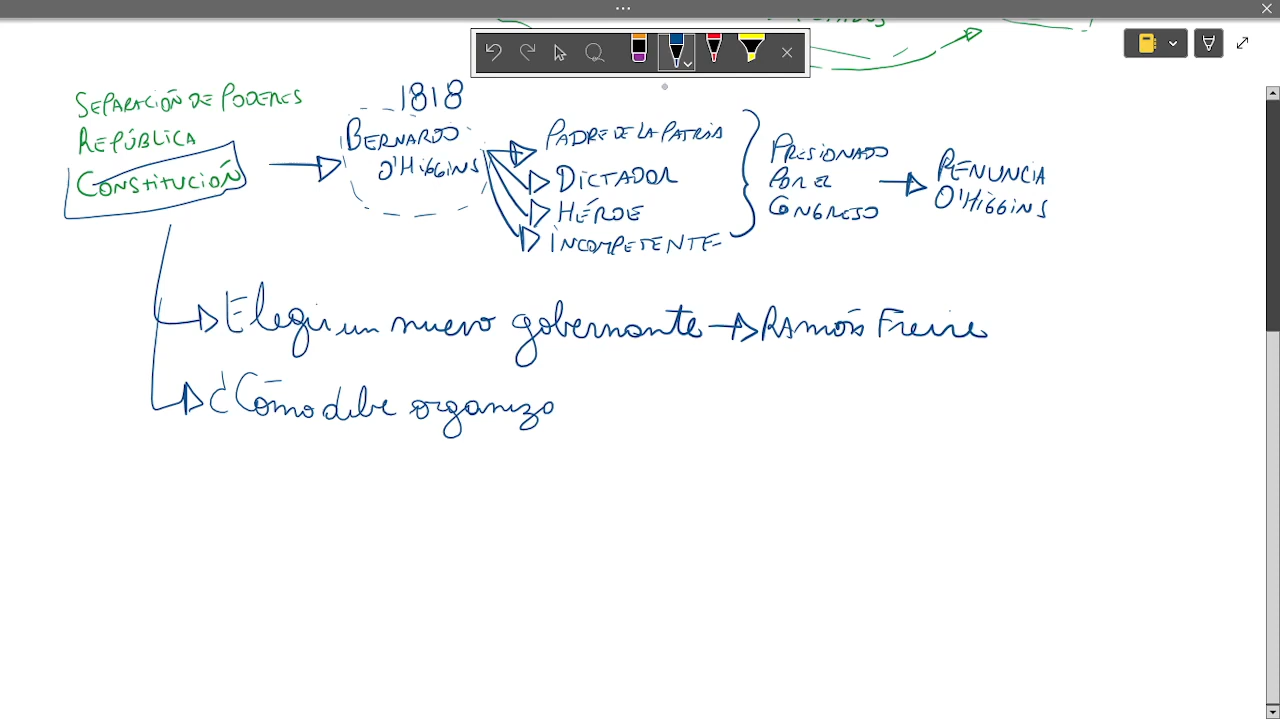 SEPARACIÓN DE PODERES
REPÚBLICA
CONSTITUCIÓN
1818
BERNARDO
O'HIGGINS
PADRE DE LA PATRIA
DICTADOR
HÉROE
INCOMPETENTE
PRESIONADO
POR EL
CONGRESO
RENUNCIA
O'HIGGINS
Elegir un nuevo gobernante
RAMÓN Freire
¿Cómo debe organiza